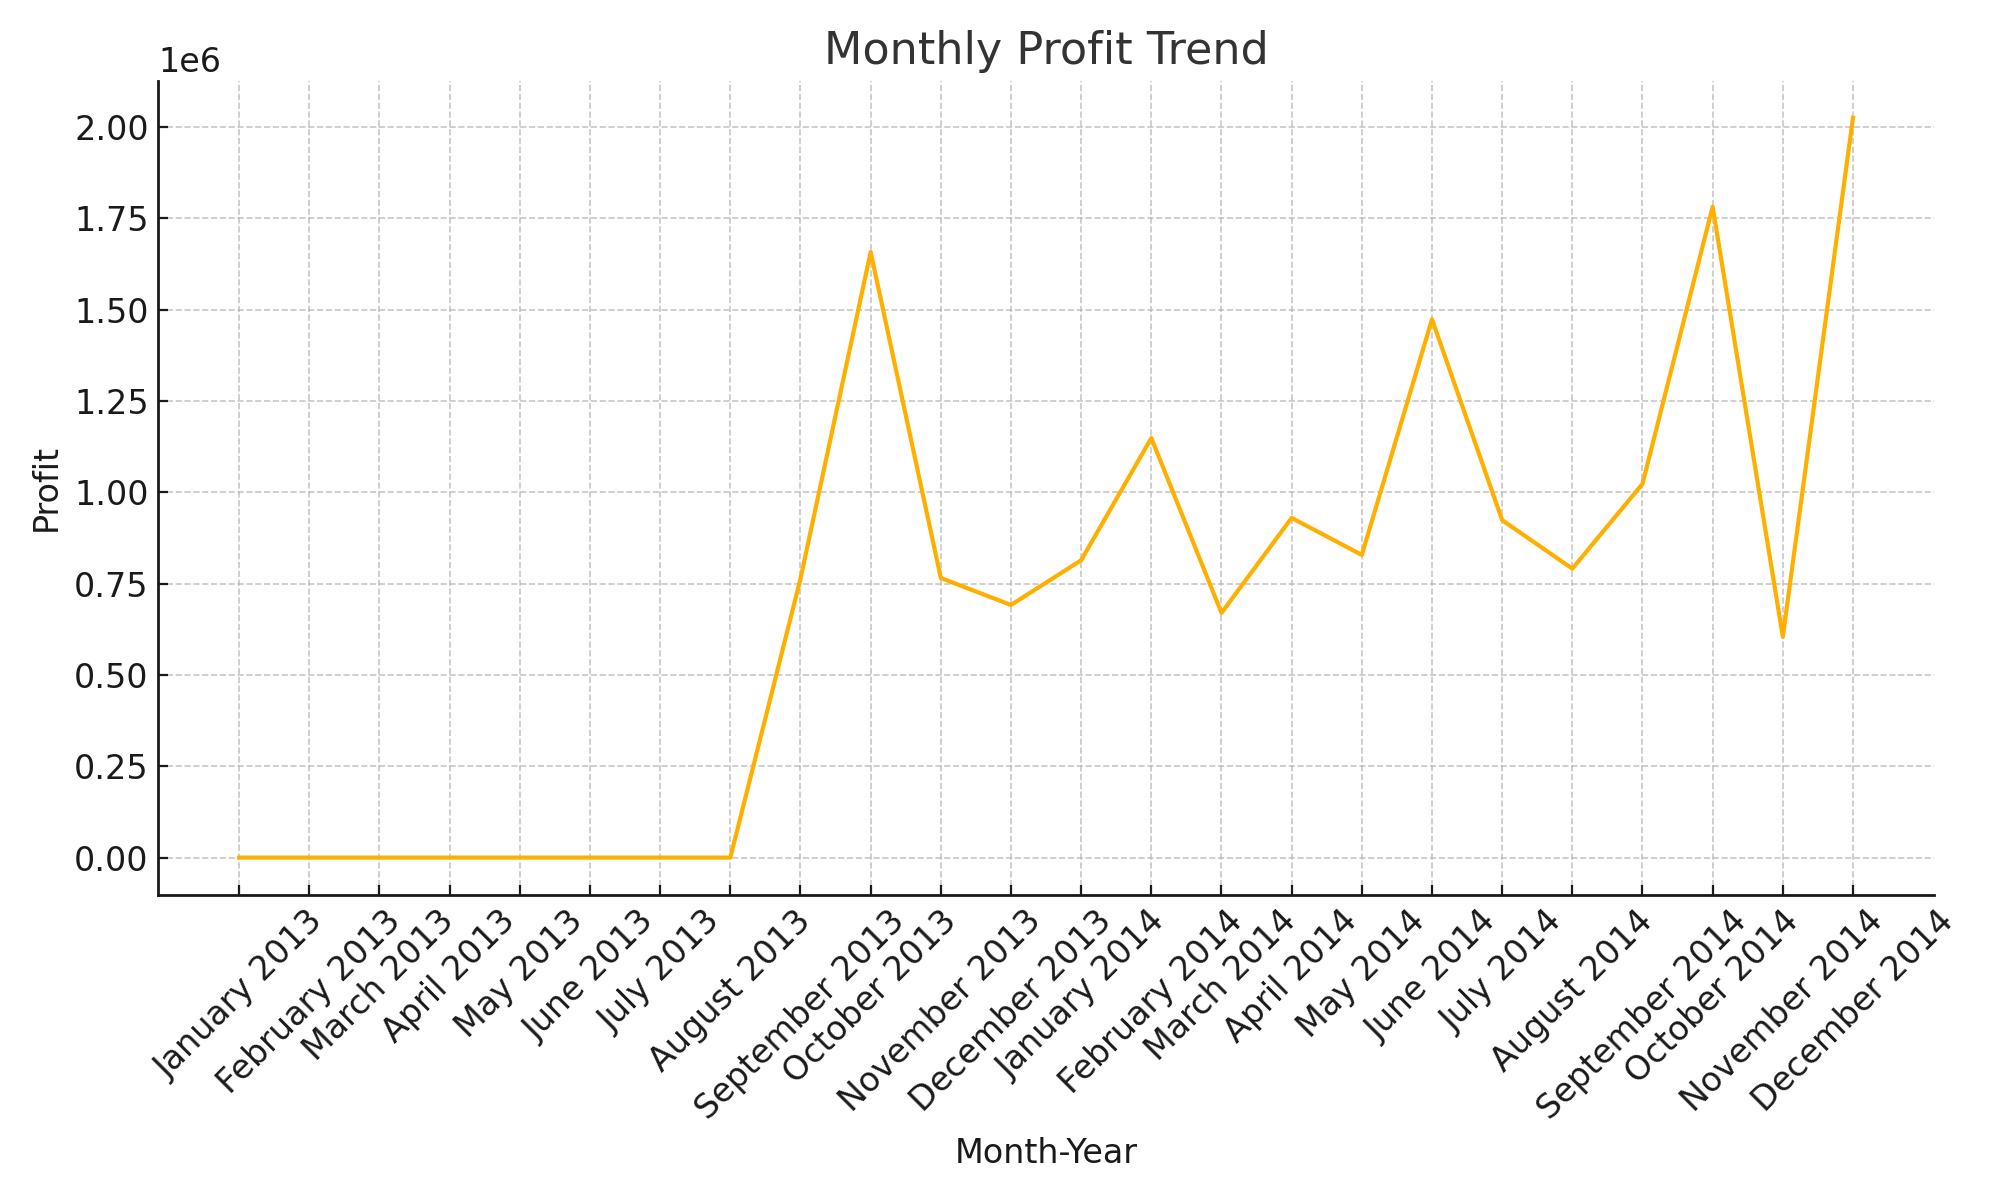 Monthly Profit Trend
1e6
2.00
1.75
1.50
1.25
1.00
0.75
0.50
0.25
0.00
Profit
January 2013
February 2013
March 2013
April 2013
May 2013
June 2013
July 2013
August 2013
September 2013
October 2013
November 2013
December 2013
January 2014
February 2014
March 2014
April 2014
May 2014
June 2014
July 2014
August 2014
September 2014
October 2014
November 2014
December 2014
Month-Year